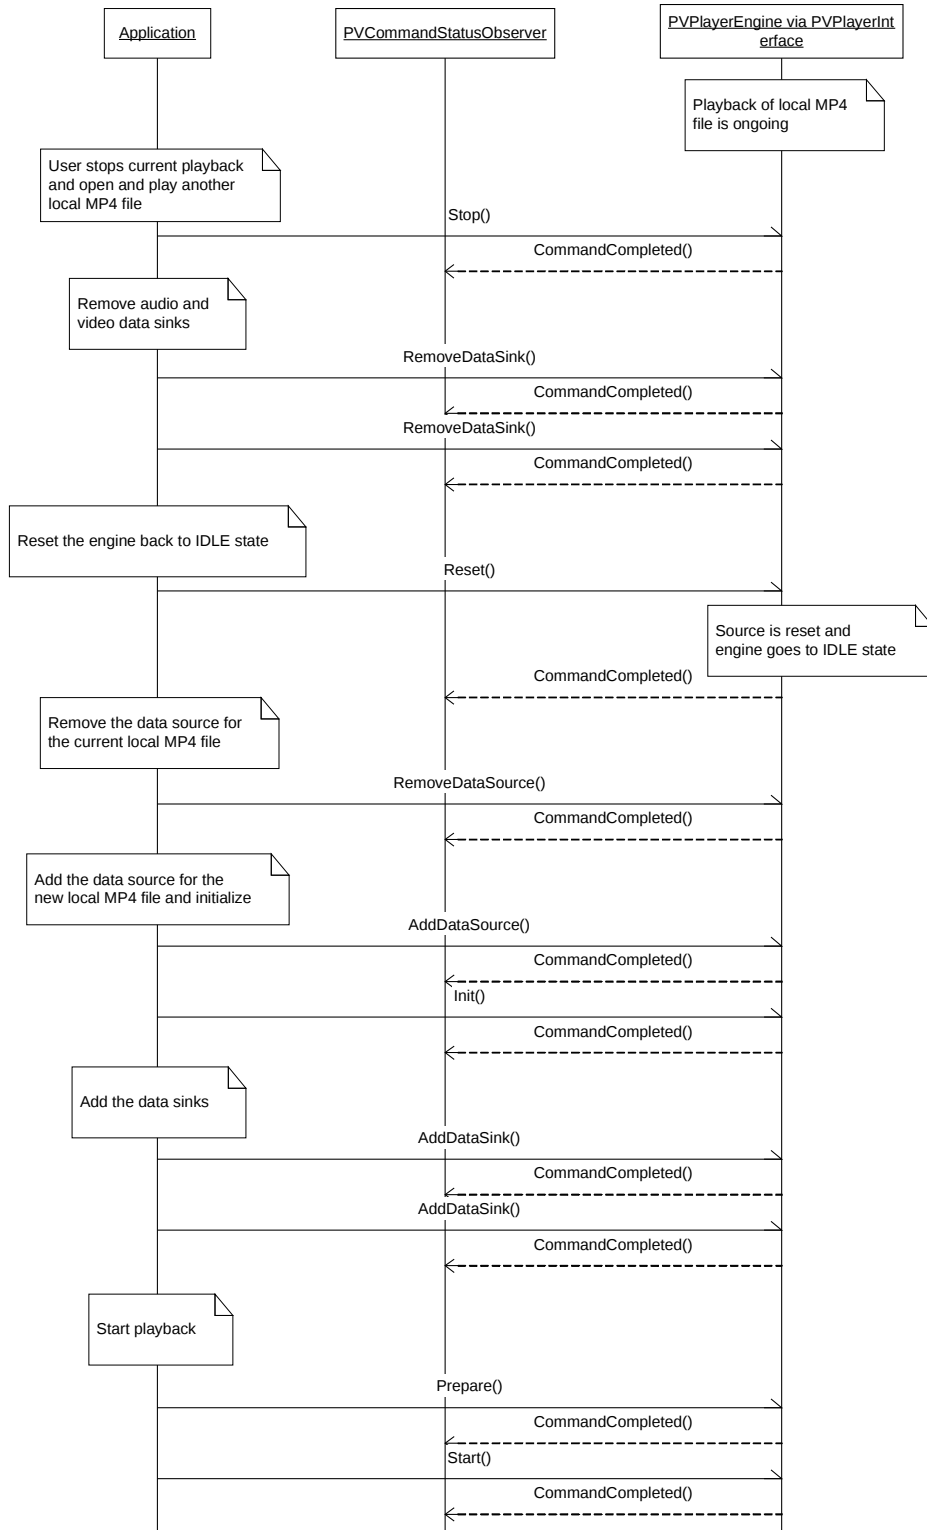 Application
PVCommandStatusObserver
PVPlayerEngine via PVPlayerInt
erface
Playback of local MP4
file is ongoing
User stops current playback
and open and play another
local MP4 file
Stop()
CommandCompleted()
Remove audio and
video data sinks
RemoveDataSink()
CommandCompleted()
RemoveDataSink()
CommandCompleted()
Reset the engine back to IDLE state
Reset()
Source is reset and
engine goes to IDLE state
CommandCompleted()
Remove the data source for
the current local MP4 file
RemoveDataSource()
CommandCompleted()
Add the data source for the
new local MP4 file and initialize
AddDataSource()
CommandCompleted()
Init()
CommandCompleted()
Add the data sinks
AddDataSink()
CommandCompleted()
AddDataSink()
CommandCompleted()
Start playback
Prepare()
CommandCompleted()
Start()
CommandCompleted()